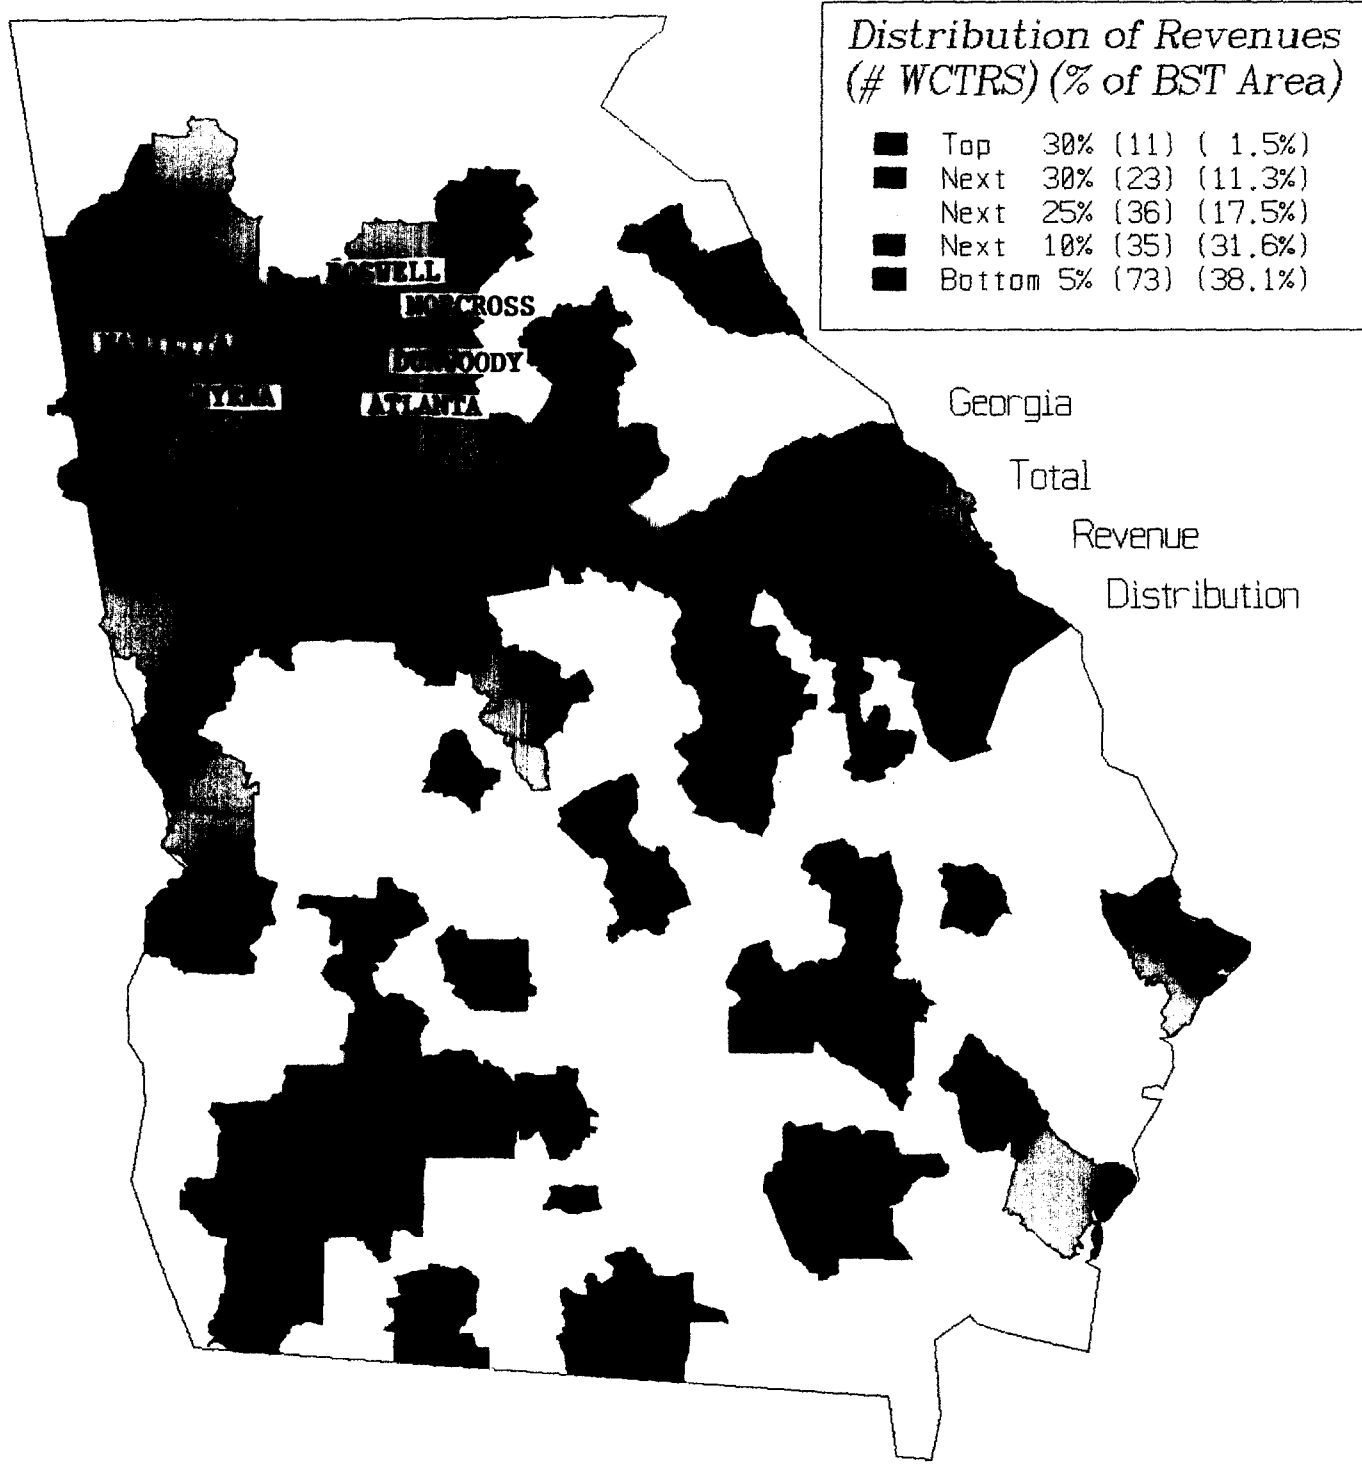 Distribution of Revenues
(# WCTRS) (% of BST Area)
Top 30% (11) ( 1.5%)
Next 30% (23) (11.3%)
Next 25% (36) (17.5%)
Next 10% (35) (31.6%)
Bottom 5% (73) (38.1%)
ROSWELL
NORCROSS
DUNWOODY
ATLANTA
Georgia
Total
Revenue
Distribution